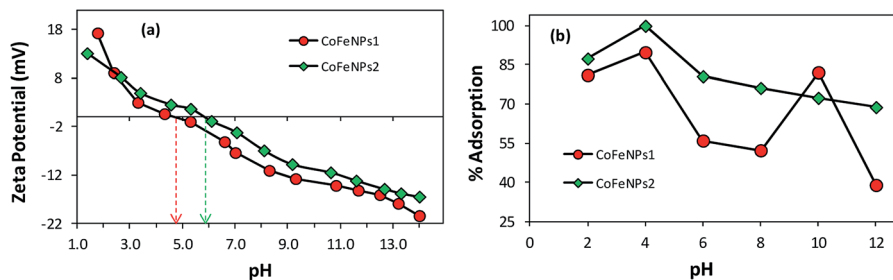 (a)
Zeta Potential (mV)
18
8
-2
-12
-22
CoFeNPs1
CoFeNPs2
1.0 3.0 5.0 7.0 9.0 11.0 13.0
pH
(b)
% Adsorption
100
85
70
55
40
25
CoFeNPs1
CoFeNPs2
0 2 4 6 8 10 12
pH